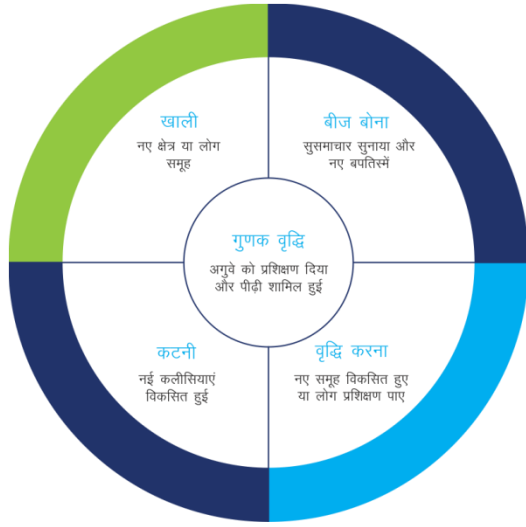 खाली
नए क्षेत्र या लोग
समूह
बीज बोना
सुसमाचार सुनाया और
नए बपतिस्में
गुणक वृद्धि
अगुवे को प्रशिक्षण दिया
और पीढ़ी शामिल हुई
कटनी
नई कलीसियाएं
विकसित हुई
वृद्धि करना
नए समूह विकसित हुए
या लोग प्रशिक्षण पाए